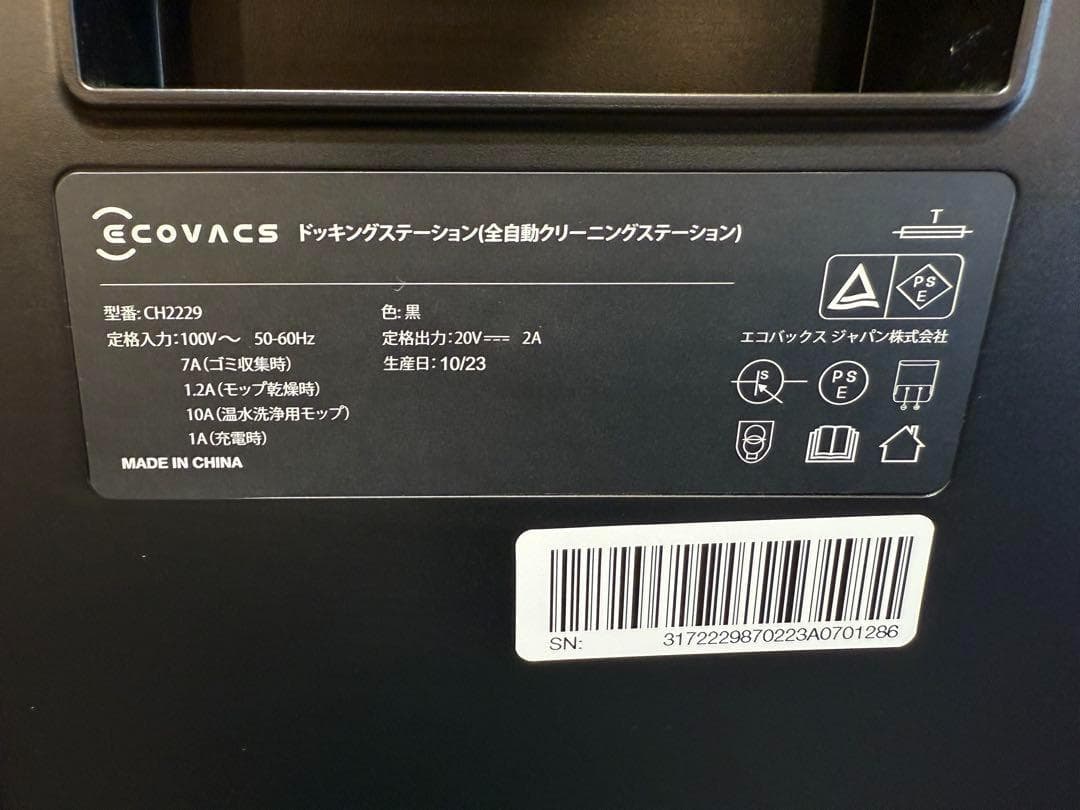 ECOVACS ドッキングステーション(全自動クリーニングステーション)
T
型番: CH2229 色: 黒
定格入力:100V～ 50-60Hz 定格出力:20V⎓ 2A
7A(ゴミ収集時) 生産日: 10/23
1.2A(モップ乾燥時)
10A(温水洗浄用モップ)
1A(充電時)
MADE IN CHINA
PS
E
エコバックス ジャパン株式会社
S
PS
E
SN: 3172229870223A0701286